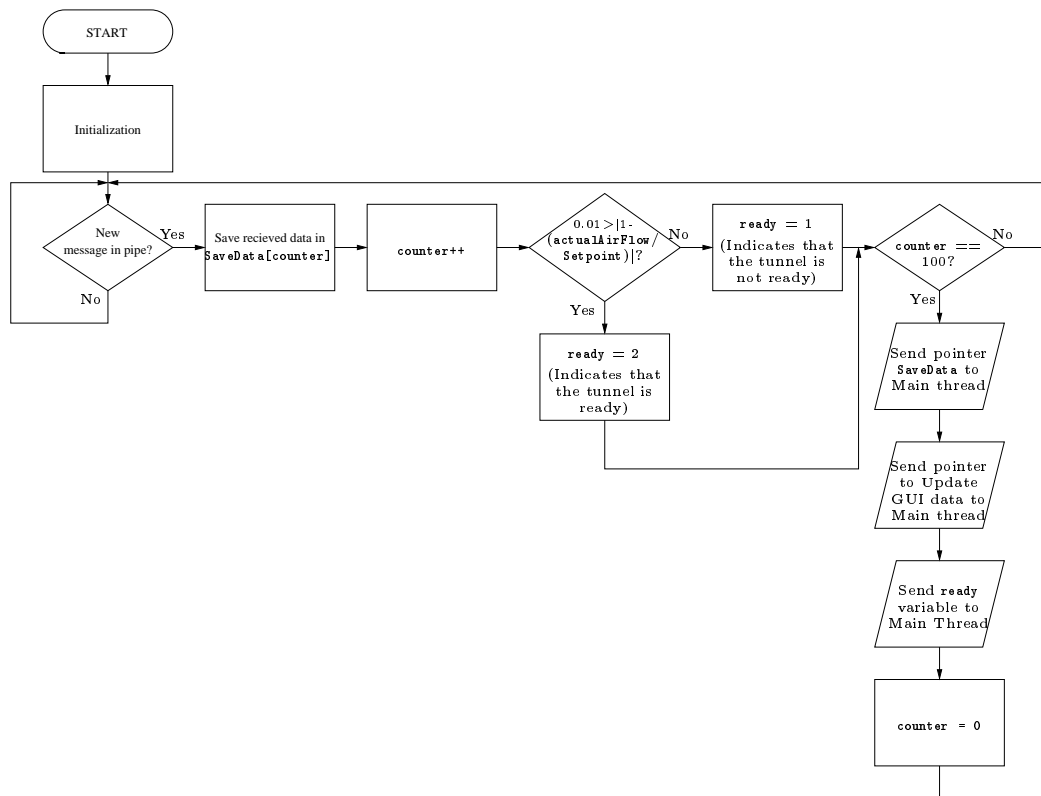 START
Initialization
New
message in pipe?
Yes
No
Save recieved data in
SaveData[counter]
counter++
0.01>|1-
(actualAirFlow/
Setpoint)|?
No
Yes
ready = 1
(Indicates that
the tunnel is
not ready)
ready = 2
(Indicates that
the tunnel is
ready)
counter ==
100?
No
Yes
Send pointer
SaveData to
Main thread
Send pointer
to Update
GUI data to
Main thread
Send ready
variable to
Main Thread
counter = 0